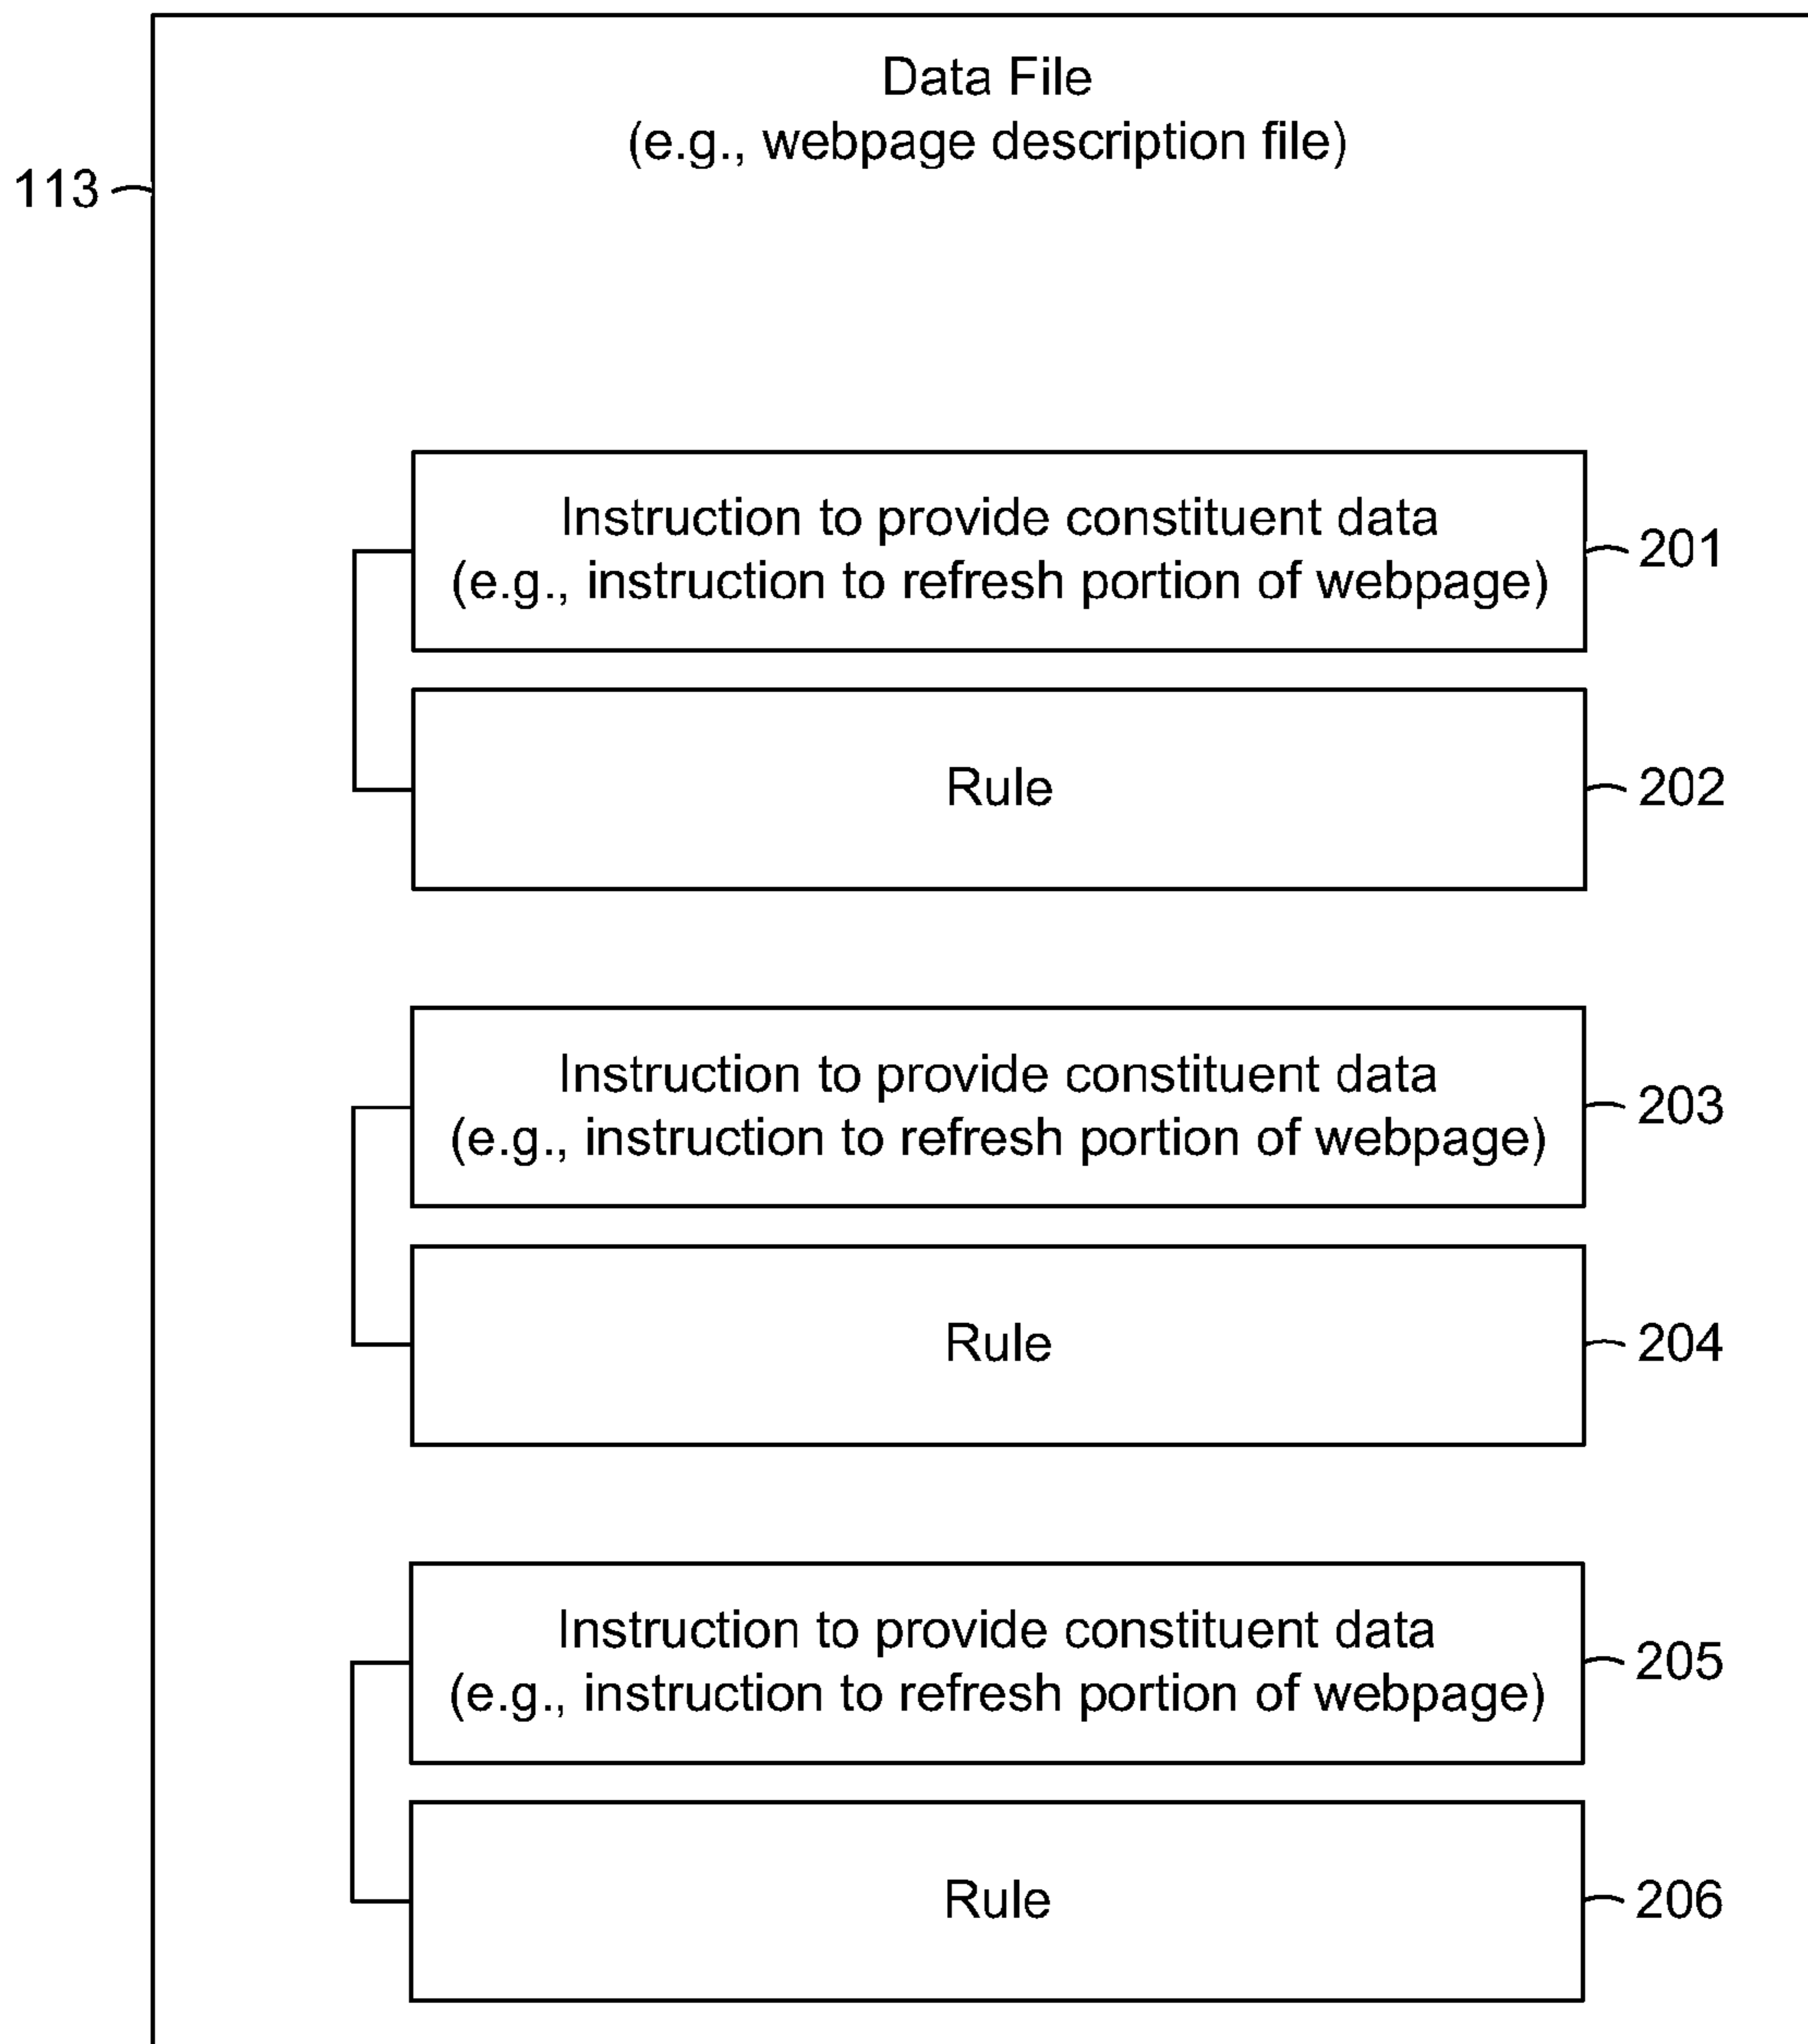 Data File
(e.g., webpage description file)
113
Instruction to provide constituent data
(e.g., instruction to refresh portion of webpage)
201
Rule
202
Instruction to provide constituent data
(e.g., instruction to refresh portion of webpage)
203
Rule
204
Instruction to provide constituent data
(e.g., instruction to refresh portion of webpage)
205
Rule
206